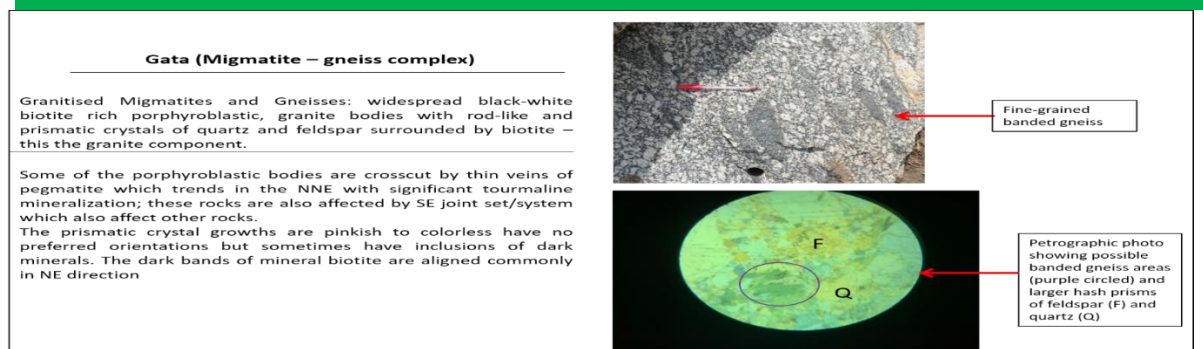 Gata (Migmatite – gneiss complex)
Granitised Migmatites and Gneisses: widespread black-white
biotite rich porphyroblastic, granite bodies with rod-like and
prismatic crystals of quartz and feldspar surrounded by biotite –
this the granite component.
Some of the porphyroblastic bodies are crosscut by thin veins of
pegmatite which trends in the NNE with significant tourmaline
mineralization; these rocks are also affected by SE joint set/system
which also affect other rocks.
The prismatic crystal growths are pinkish to colorless have no
preferred orientations but sometimes have inclusions of dark
minerals. The dark bands of mineral biotite are aligned commonly
in NE direction
Fine-grained
banded gneiss
F
Q
Petrographic photo
showing possible
banded gneiss areas
(purple circled) and
larger hash prisms
of feldspar (F) and
quartz (Q)